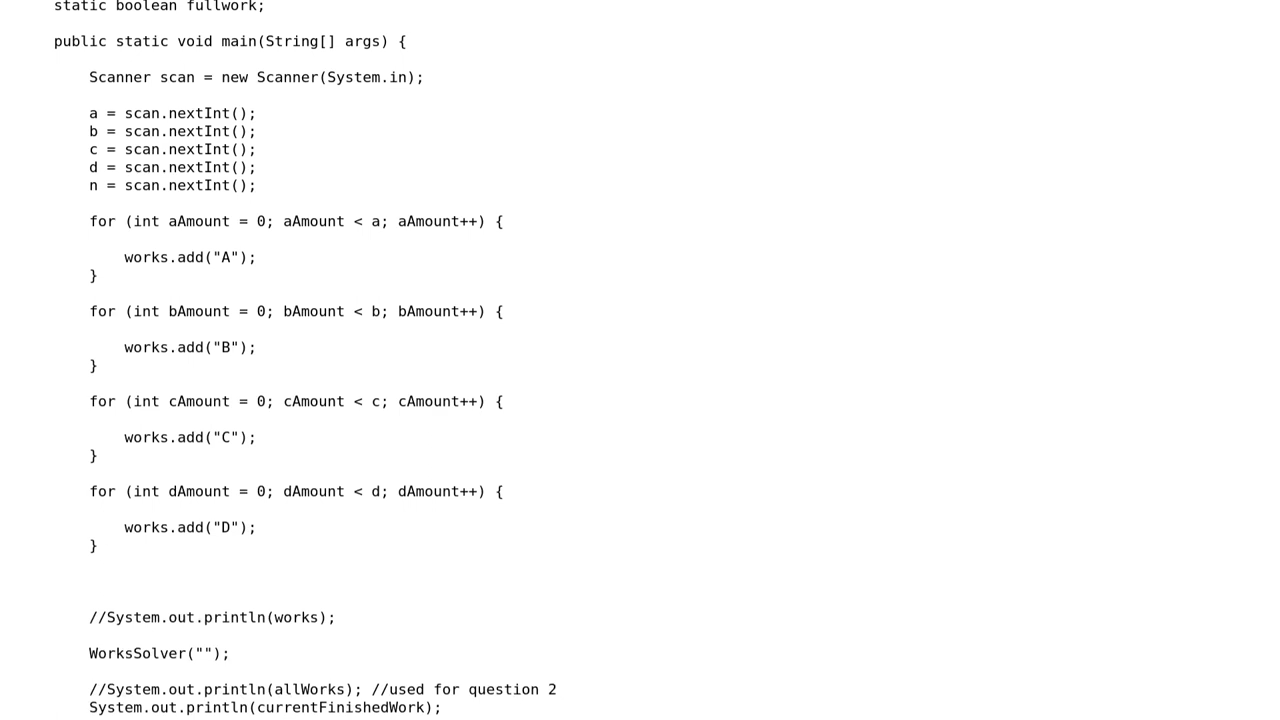 static boolean fullwork;
public static void main(String[] args) {
Scanner scan = new Scanner(System.in);
a = scan.nextInt();
b = scan.nextInt();
c = scan.nextInt();
d = scan.nextInt();
n = scan.nextInt();
for (int aAmount = 0; aAmount < a; aAmount++) {
works.add("A");
}
for (int bAmount = 0; bAmount < b; bAmount++) {
works.add("B");
}
for (int cAmount = 0; cAmount < c; cAmount++) {
works.add("C");
}
for (int dAmount = 0; dAmount < d; dAmount++) {
works.add("D");
}
//System.out.println(works);
WorksSolver("");
//System.out.println(allWorks); //used for question 2
System.out.println(currentFinishedWork);